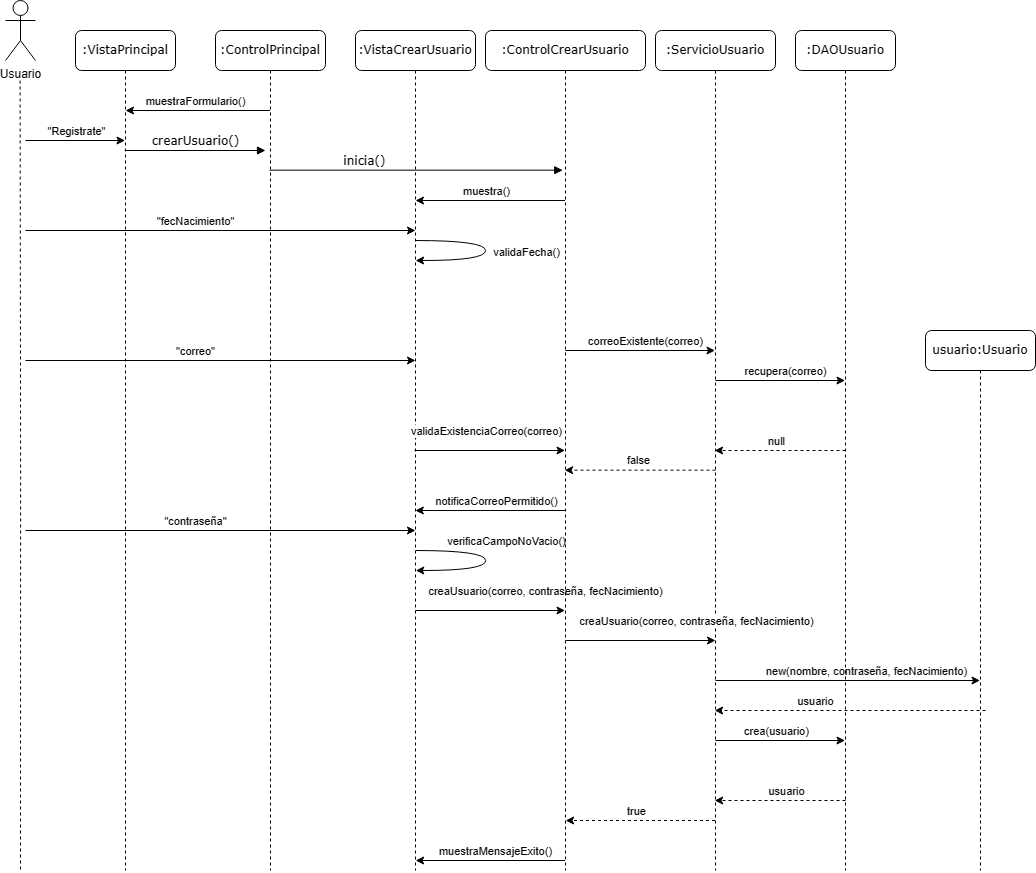 :VistaPrincipal
:ControlPrincipal
:VistaCrearUsuario
:ControlCrearUsuario
:ServicioUsuario
:DAOUsuario
Usuario
muestraFormulario()
"Registrate"
crearUsuario()
inicia()
muestra()
"fecNacimiento"
validaFecha()
correoExistente(correo)
"correo"
usuario:Usuario
recupera(correo)
validaExistenciaCorreo(correo)
null
false
notificaCorreoPermitido()
"contraseña"
verificaCampoNoVacio()
creaUsuario(correo, contraseña, fecNacimiento)
creaUsuario(correo, contraseña, fecNacimiento)
new(nombre, contraseña, fecNacimiento)
usuario
crea(usuario)
usuario
true
muestraMensajeExito()